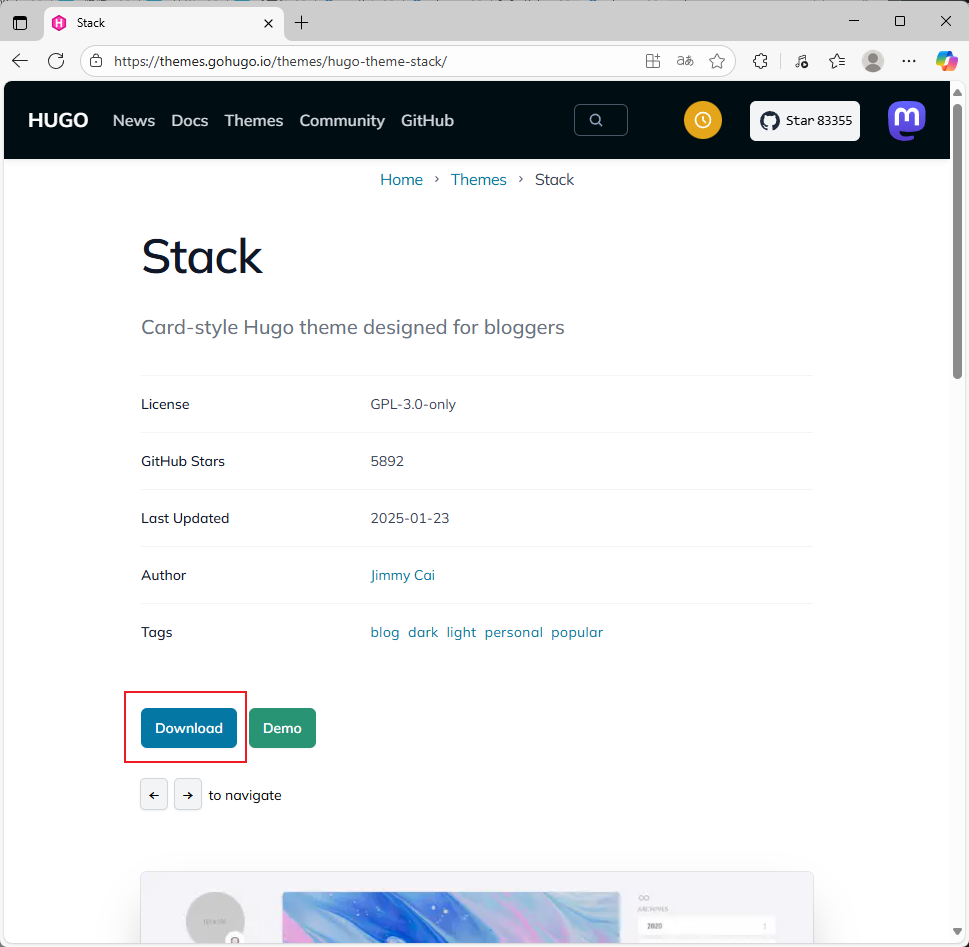 Stack
https://themes.gohugo.io/themes/hugo-theme-stack/
HUGO News Docs Themes Community GitHub Star 83355
Home › Themes › Stack
Stack
Card-style Hugo theme designed for bloggers
License GPL-3.0-only
GitHub Stars 5892
Last Updated 2025-01-23
Author Jimmy Cai
Tags blog dark light personal popular
Download Demo
← → to navigate
ARCHIVES
2020 1